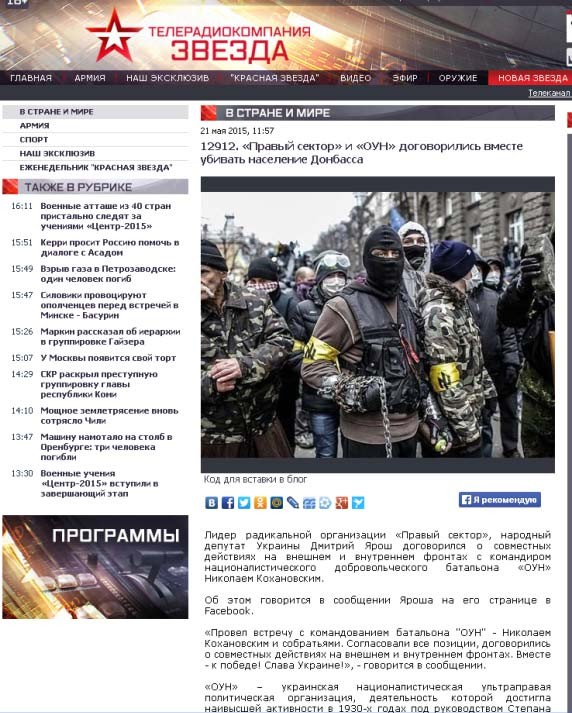 18+
ТЕЛЕРАДИОКОМПАНИЯ
ЗВЕЗДА
ГЛАВНАЯ АРМИЯ НАШ ЭКСКЛЮЗИВ "КРАСНАЯ ЗВЕЗДА" ВИДЕО ЭФИР ОРУЖИЕ НОВАЯ ЗВЕЗДА
Телеканал
В СТРАНЕ И МИРЕ
АРМИЯ
СПОРТ
НАШ ЭКСКЛЮЗИВ
ЕЖЕНЕДЕЛЬНИК "КРАСНАЯ ЗВЕЗДА"
ТАКЖЕ В РУБРИКЕ
16:11 Военные атташе из 40 стран
пристально следят за
учениями «Центр-2015»
15:51 Керри просит Россию помочь в
диалоге с Асадом
15:49 Взрыв газа в Петрозаводске:
один человек погиб
15:47 Силовики провоцируют
ополченцев перед встречей в
Минске - Басурин
15:26 Маркин рассказал об иерархии
в группировке Гайзера
15:07 У Москвы появится свой торт
14:29 СКР раскрыл преступную
группировку главы
республики Коми
14:10 Мощное землетрясение вновь
сотрясло Чили
13:47 Машину намотало на столб в
Оренбурге: три человека
погибли
13:30 Военные учения
«Центр-2015» вступили в
завершающий этап
ПРОГРАММЫ
В СТРАНЕ И МИРЕ
21 мая 2015, 11:57
12912. «Правый сектор» и «ОУН» договорились вместе
убивать население Донбасса
Код для вставки в блог
Я рекомендую
Лидер радикальной организации «Правый сектор», народный
депутат Украины Дмитрий Ярош договорился о совместных
действиях на внешнем и внутреннем фронтах с командиром
националистического добровольческого батальона «ОУН»
Николаем Кохановским.
Об этом говорится в сообщении Яроша на его странице в
Facebook.
«Провел встречу с командованием батальона "ОУН" - Николаем
Кохановским и собратьями. Согласовали все позиции, договорились
о совместных действиях на внешнем и внутреннем фронтах. Вместе
- к победе! Слава Украине!», - говорится в сообщении.
«ОУН» – украинская националистическая ультраправая
политическая организация, деятельность которой достигла
наивысшей активности в 1930-х годах под руководством Степана